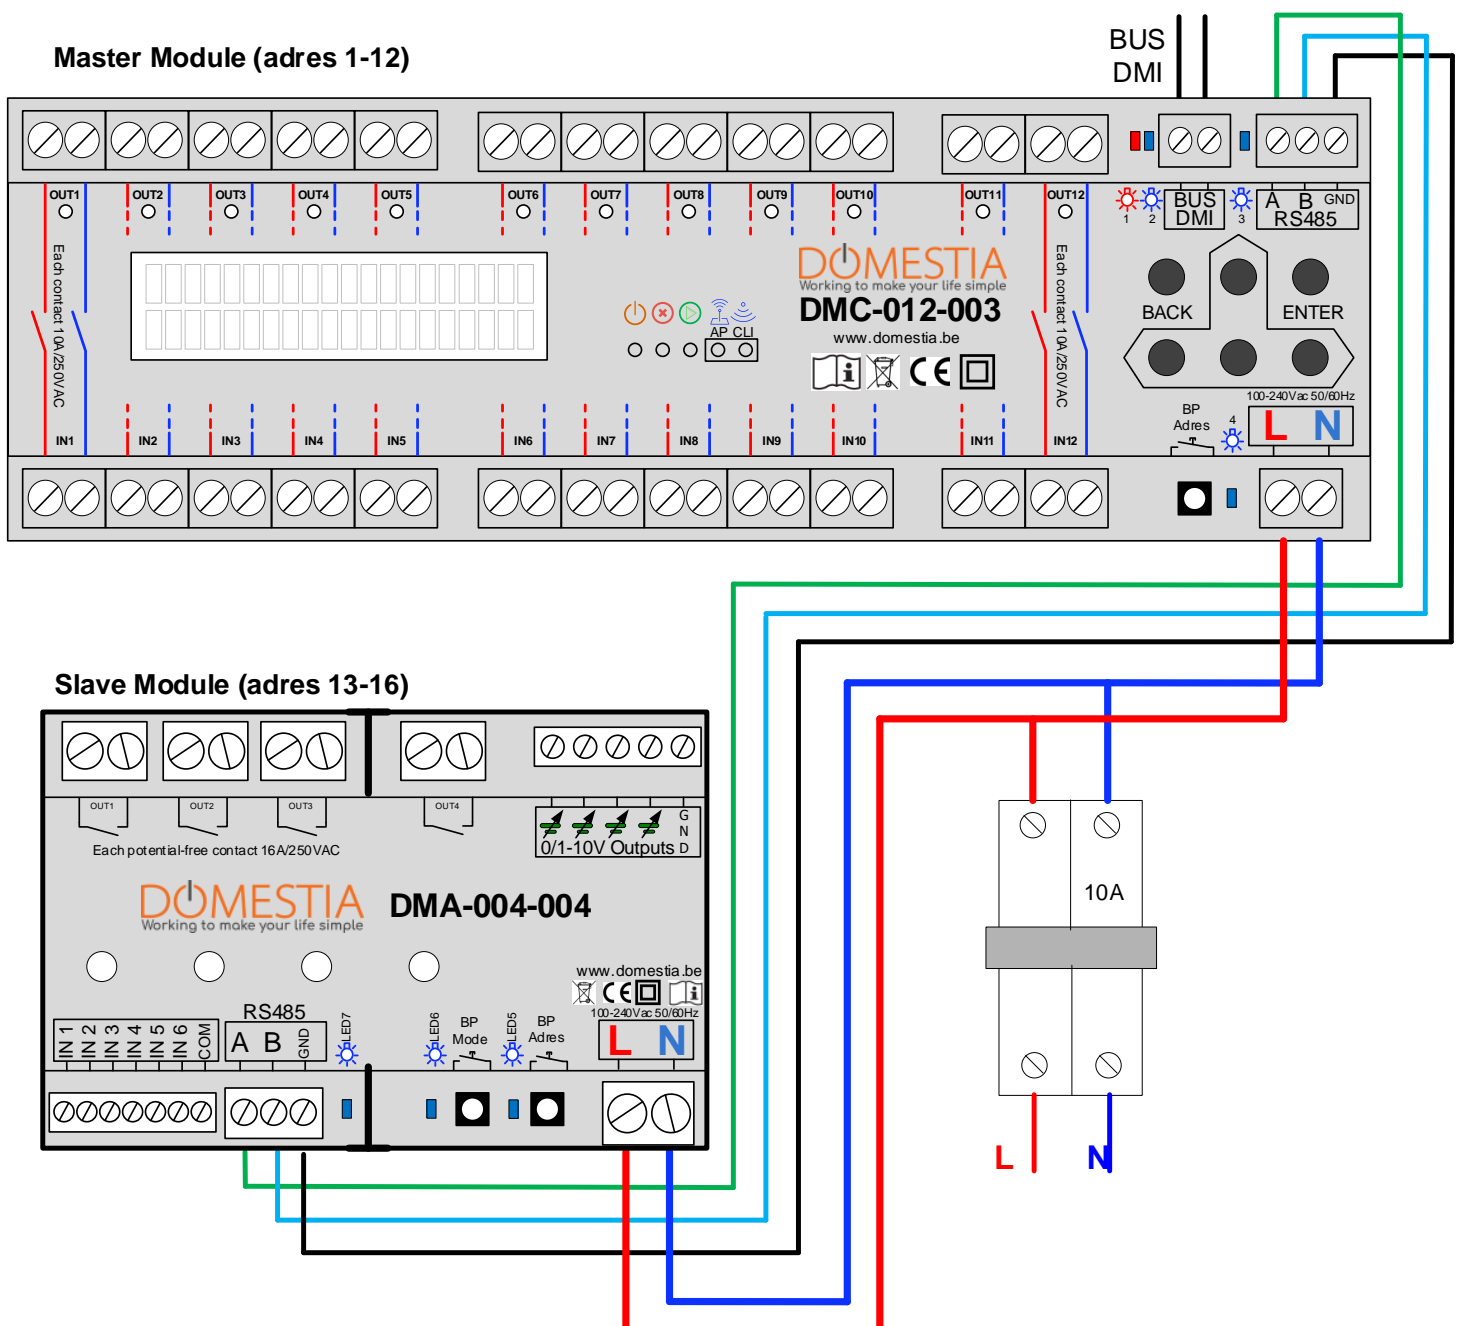 BUS
DMI
Master Module (adres 1-12)
OUT1 OUT2 OUT3 OUT4 OUT5 OUT6 OUT7 OUT8 OUT9 OUT10 OUT11 OUT12
1 2 BUS DMI 3 A B GND
RS485
Each contact 10A/250VAC
Each contact 10A/250VAC
DOMESTIA
Working to make your life simple
DMC-012-003
www.domestia.be
AP CLI
CE
BACK ENTER
100-240Vac 50/60Hz
BP
Adres
4
L N
IN1 IN2 IN3 IN4 IN5 IN6 IN7 IN8 IN9 IN10 IN11 IN12
Slave Module (adres 13-16)
OUT1 OUT2 OUT3 OUT4
GND
0/1-10V Outputs
Each potential-free contact 16A/250VAC
DOMESTIA
Working to make your life simple
DMA-004-004
10A
www.domestia.be
CE
100-240Vac 50/60Hz
IN 1
IN 2
IN 3
IN 4
IN 5
IN 6
COM
RS485
A B GND
LED7
LED6
BP
Mode
LED5
BP
Adres
L N
L N